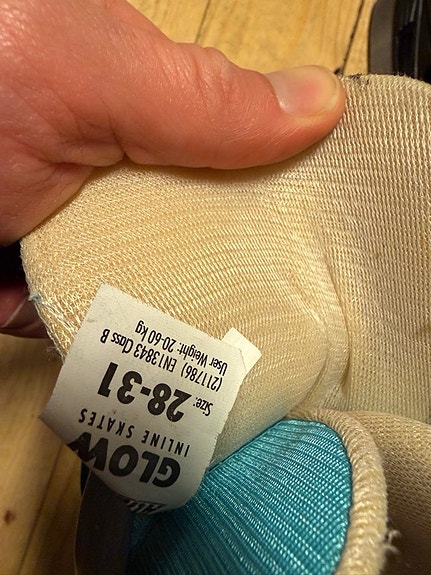 GLOW
INLINE SKATES
Size: 28-31
(211786) EN13843 Class B
User Weight: 20-60 kg